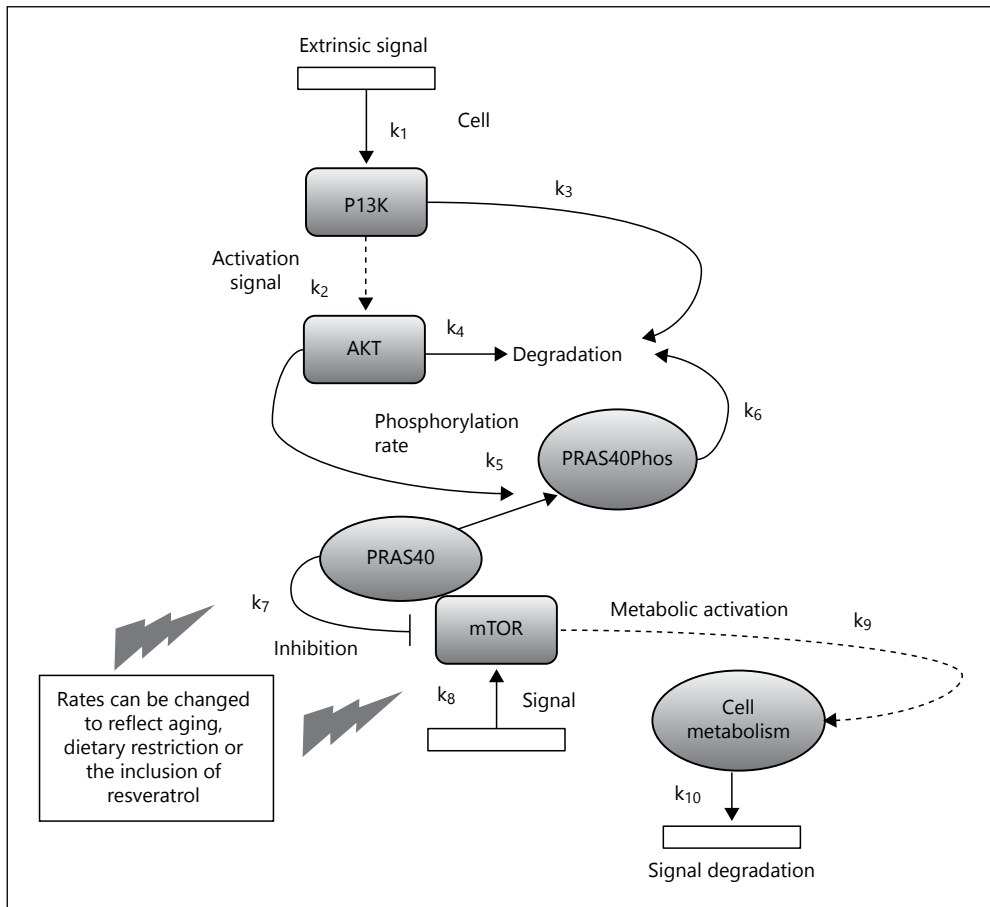 Extrinsic signal
k1
Cell
P13K
k3
Activation
signal
k2
AKT
k4
Degradation
Phosphorylation
rate
k5
PRAS40Phos
k6
PRAS40
k7
Inhibition
mTOR
Metabolic activation
k9
k8
Signal
Cell
metabolism
k10
Signal degradation
Rates can be changed
to reflect aging,
dietary restriction or
the inclusion of
resveratrol